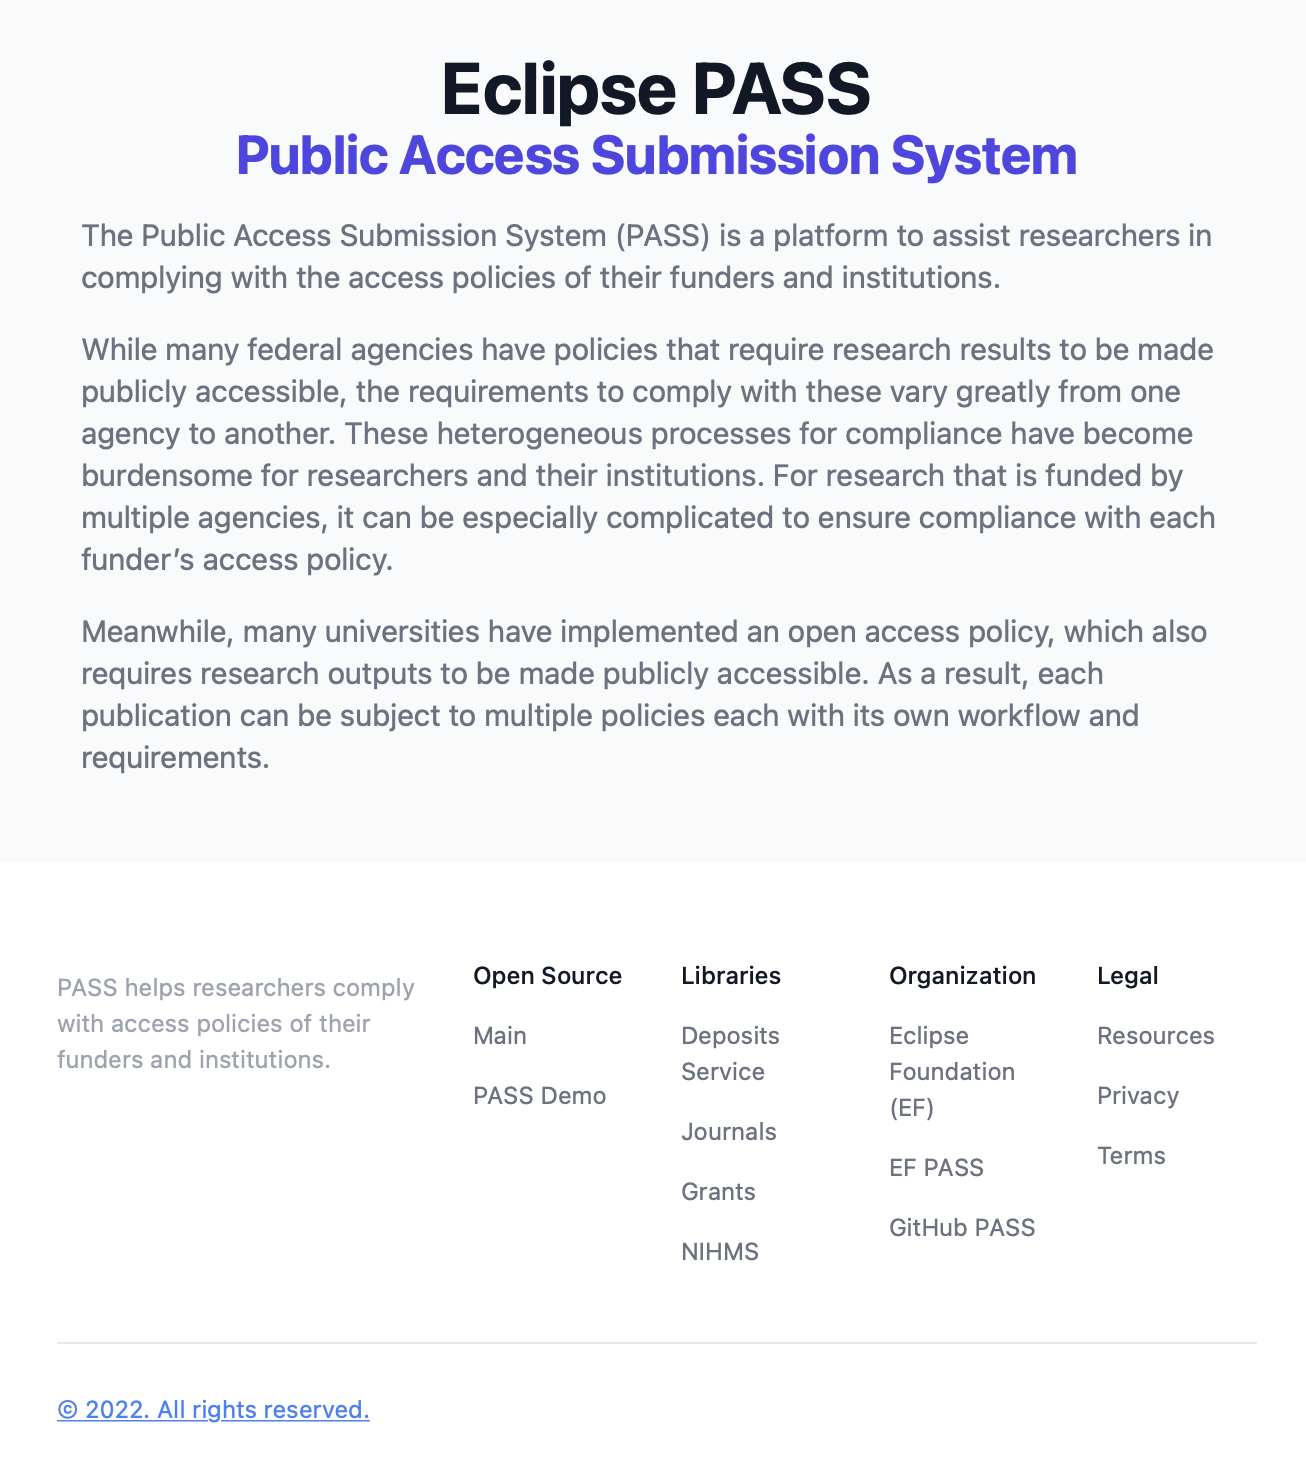 Eclipse PASS
Public Access Submission System
The Public Access Submission System (PASS) is a platform to assist researchers in
complying with the access policies of their funders and institutions.
While many federal agencies have policies that require research results to be made
publicly accessible, the requirements to comply with these vary greatly from one
agency to another. These heterogeneous processes for compliance have become
burdensome for researchers and their institutions. For research that is funded by
multiple agencies, it can be especially complicated to ensure compliance with each
funder’s access policy.
Meanwhile, many universities have implemented an open access policy, which also
requires research outputs to be made publicly accessible. As a result, each
publication can be subject to multiple policies each with its own workflow and
requirements.
PASS helps researchers comply
with access policies of their
funders and institutions.
Open Source
Main
PASS Demo
Libraries
Deposits
Service
Journals
Grants
NIHMS
Organization
Eclipse
Foundation
(EF)
EF PASS
GitHub PASS
Legal
Resources
Privacy
Terms
© 2022. All rights reserved.